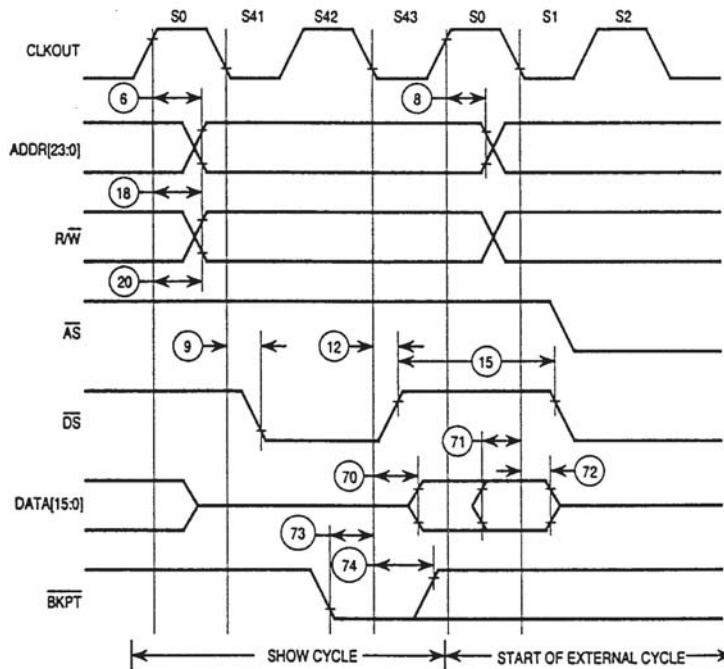 S0 S41 S42 S43 S0 S1 S2
CLKOUT
6 8
ADDR[23:0]
18
R/W
20
AS
9 12 15
DS
71
70 72
DATA[15:0]
73
74
BKPT
SHOW CYCLE START OF EXTERNAL CYCLE